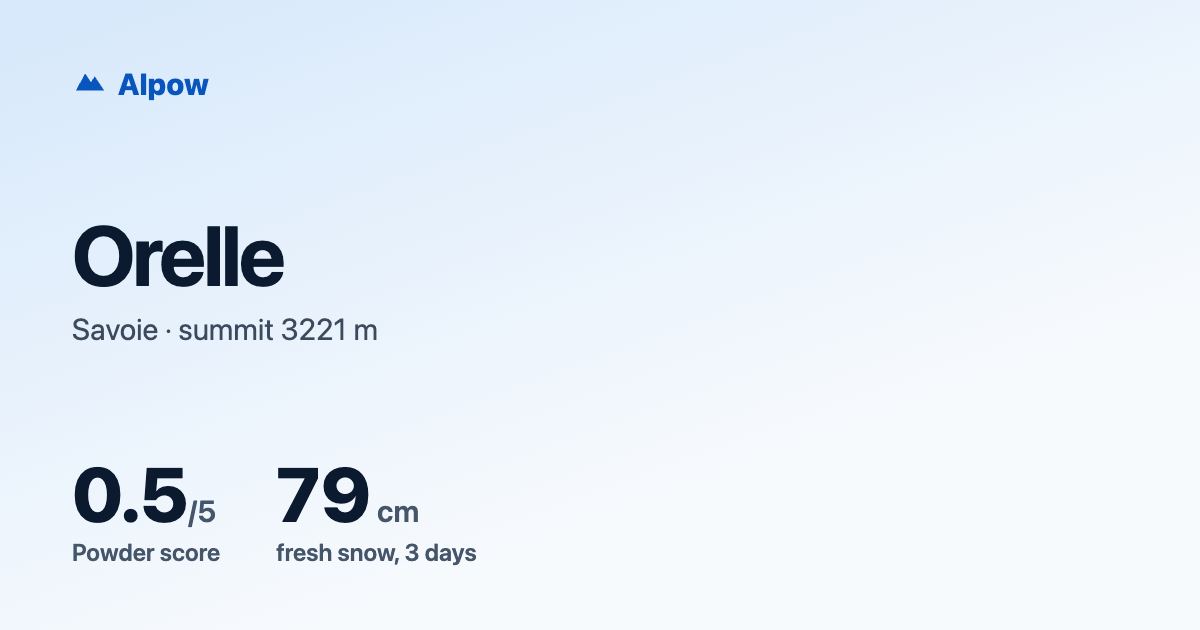 Alpow
Orelle
Savoie · summit 3221 m
0.5/5 79 cm
Powder score fresh snow, 3 days